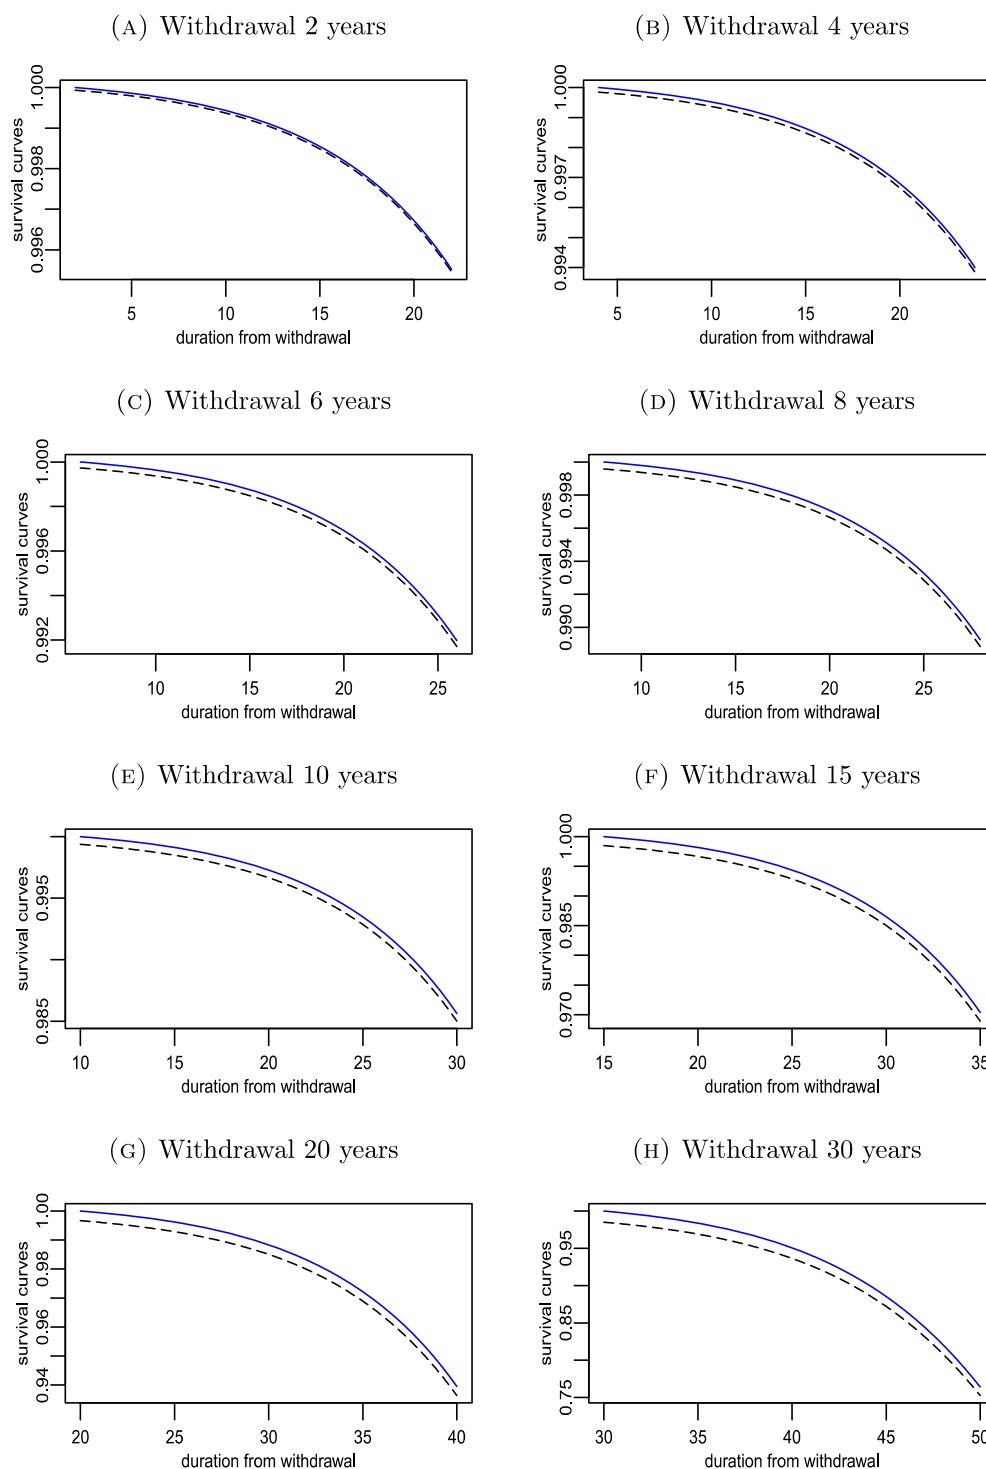 (A) Withdrawal 2 years
(B) Withdrawal 4 years
survival curves
0.996 0.998 1.000
5 10 15 20
duration from withdrawal
survival curves
0.994 0.997 1.000
5 10 15 20
duration from withdrawal
(C) Withdrawal 6 years
(D) Withdrawal 8 years
survival curves
0.992 0.996 1.000
10 15 20 25
duration from withdrawal
survival curves
0.990 0.994 0.998
10 15 20 25
duration from withdrawal
(E) Withdrawal 10 years
(F) Withdrawal 15 years
survival curves
0.985 0.995
10 15 20 25 30
duration from withdrawal
survival curves
0.970 0.985 1.000
15 20 25 30 35
duration from withdrawal
(G) Withdrawal 20 years
(H) Withdrawal 30 years
survival curves
0.94 0.96 0.98 1.00
20 25 30 35 40
duration from withdrawal
survival curves
0.75 0.85 0.95
30 35 40 45 50
duration from withdrawal